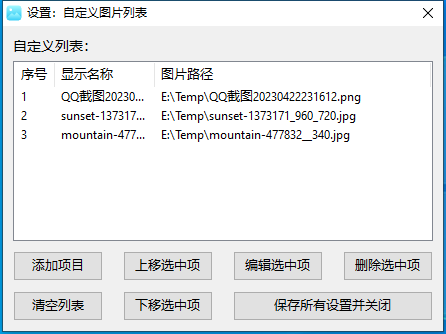 设置：自定义图片列表
自定义列表：
序号 显示名称 图片路径
1 QQ截图20230... E:\Temp\QQ截图20230422231612.png
2 sunset-137317... E:\Temp\sunset-1373171_960_720.jpg
3 mountain-477... E:\Temp\mountain-477832__340.jpg
添加项目 上移选中项 编辑选中项 删除选中项
清空列表 下移选中项 保存所有设置并关闭